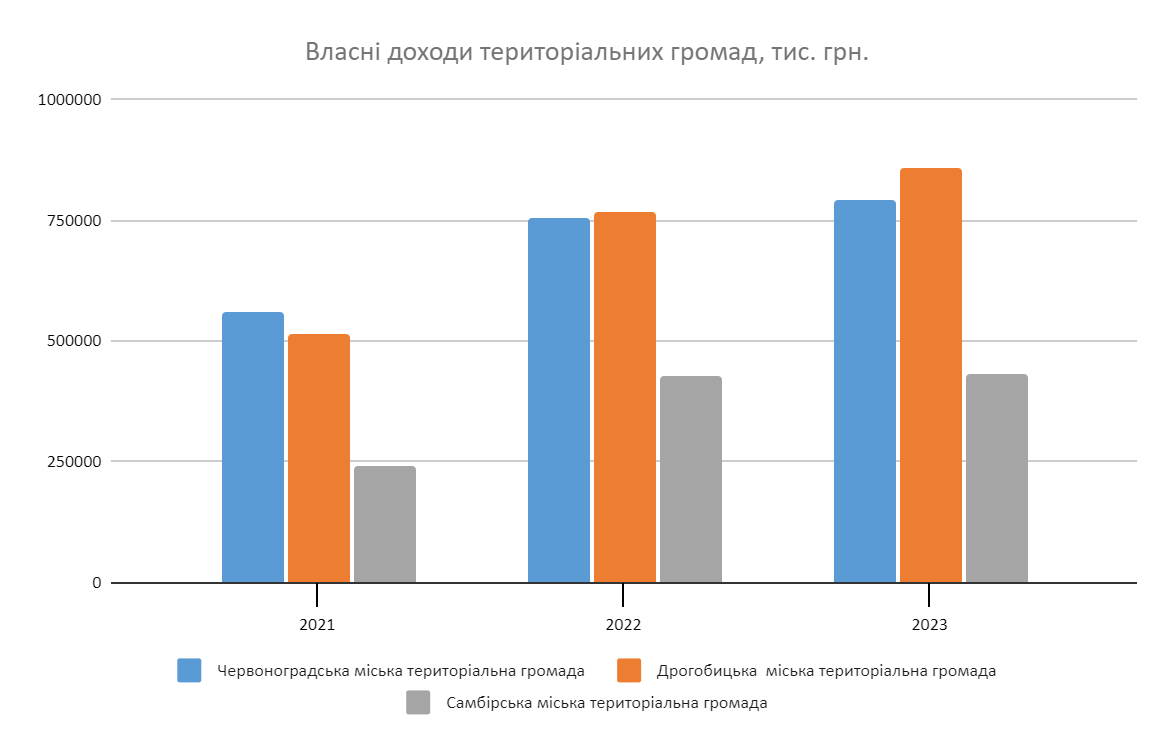 Власні доходи територіальних громад, тис. грн.
1000000
750000
500000
250000
0
2021
2022
2023
Червоноградська міська територіальна громада
Дрогобицька  міська територіальна громада
Самбірська міська територіальна громада